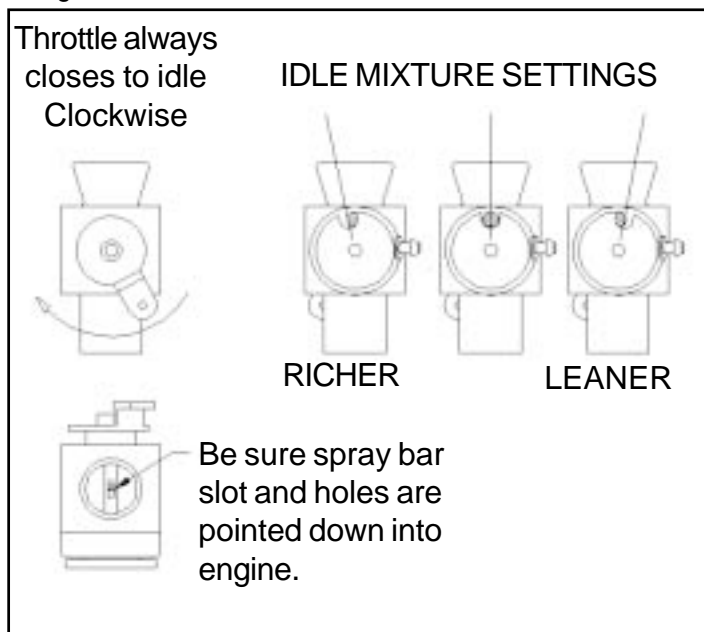 Throttle always
closes to idle
Clockwise
IDLE MIXTURE SETTINGS
RICHER
LEANER
Be sure spray bar
slot and holes are
pointed down into
engine.